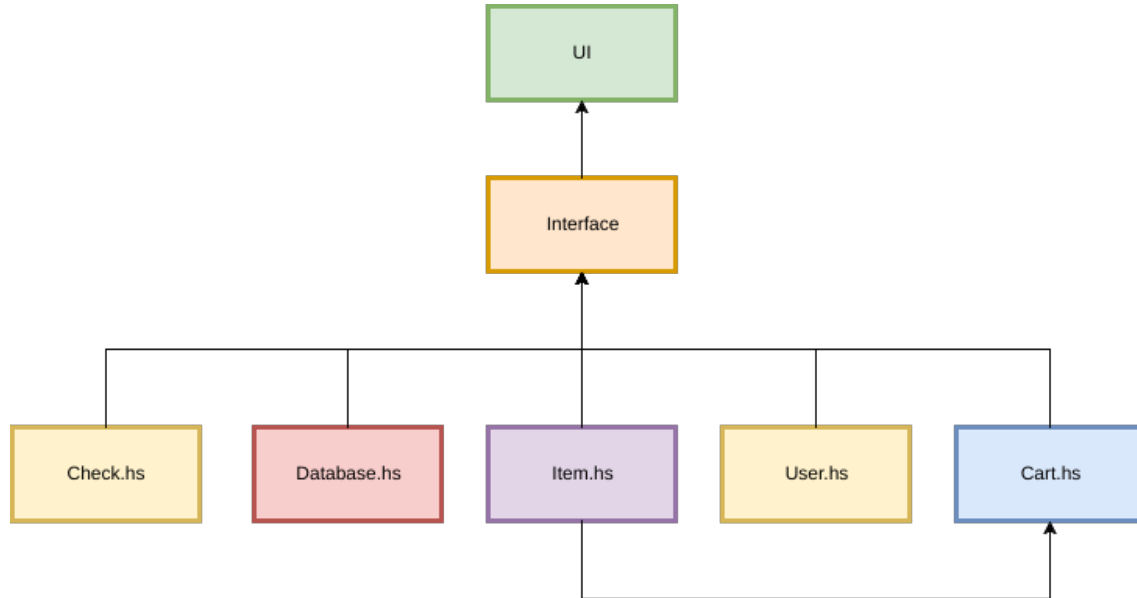 UI
Interface
Check.hs
Database.hs
Item.hs
User.hs
Cart.hs